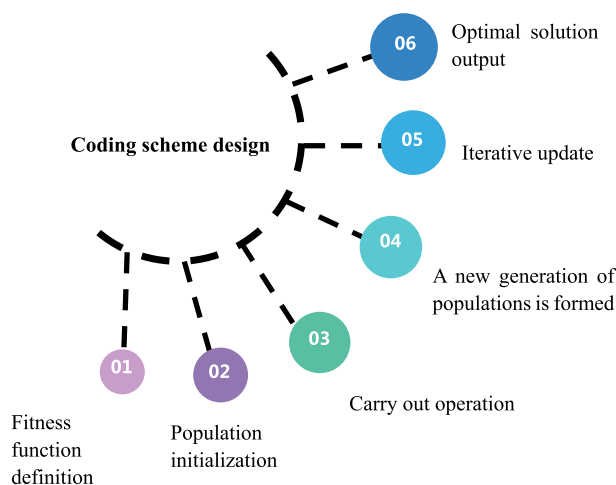 Coding scheme design
01
Fitness
function
definition
02
Population
initialization
03
Carry out operation
04
A new generation of
populations is formed
05
Iterative update
06
Optimal solution
output